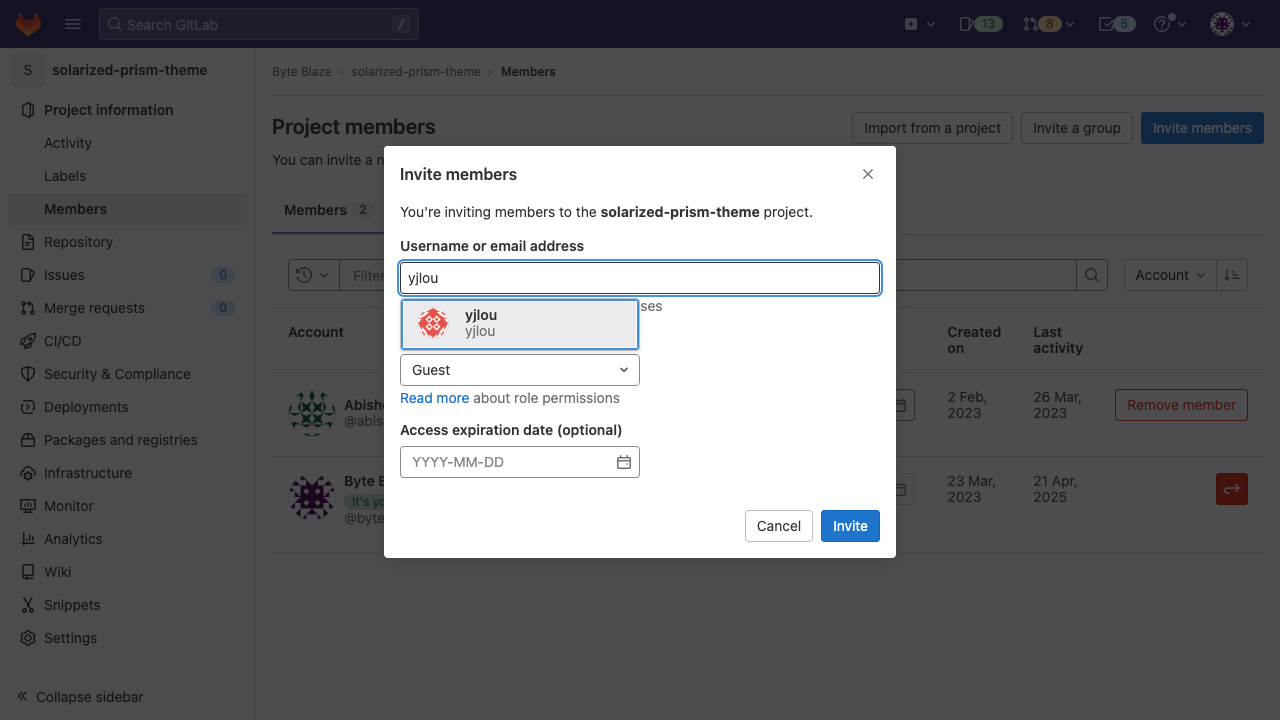 Search GitLab
/
13
8
5
S
solarized-prism-theme
Project information
Activity
Labels
Members
Repository
Issues
0
Merge requests
0
CI/CD
Security & Compliance
Deployments
Packages and registries
Infrastructure
Monitor
Analytics
Wiki
Snippets
Settings
Collapse sidebar
Byte Blaze
solarized-prism-theme
Members
Project members
Import from a project
Invite a group
Invite members
You can invite a
Members 2
Filter
Account
Account
Created on
Last activity
@abis
2 Feb, 2023
26 Mar, 2023
Remove member
Byte
It's
@byte
23 Mar, 2023
21 Apr, 2025
Invite members
You're inviting members to the solarized-prism-theme project.
Username or email address
yjlou
yjlou
yjlou
ses
Guest
Read more about role permissions
Access expiration date (optional)
YYYY-MM-DD
Cancel
Invite